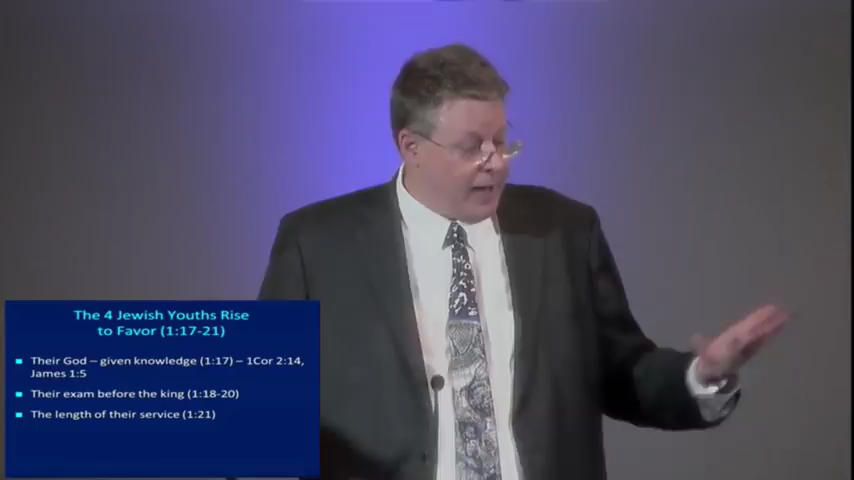 The 4 Jewish Youths Rise
to Favor (1:17-21)
Their God – given knowledge (1:17) – 1Cor 2:14,
James 1:5
Their exam before the king (1:18-20)
The length of their service (1:21)